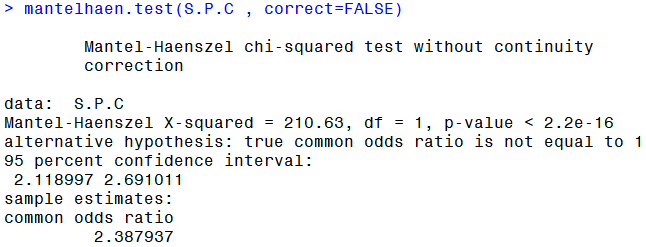 > mantelhaen.test(S.P.C , correct=FALSE)
Mantel-Haenszel chi-squared test without continuity
correction
data:  S.P.C
Mantel-Haenszel X-squared = 210.63, df = 1, p-value < 2.2e-16
alternative hypothesis: true common odds ratio is not equal to 1
95 percent confidence interval:
2.118997 2.691011
sample estimates:
common odds ratio
2.387937